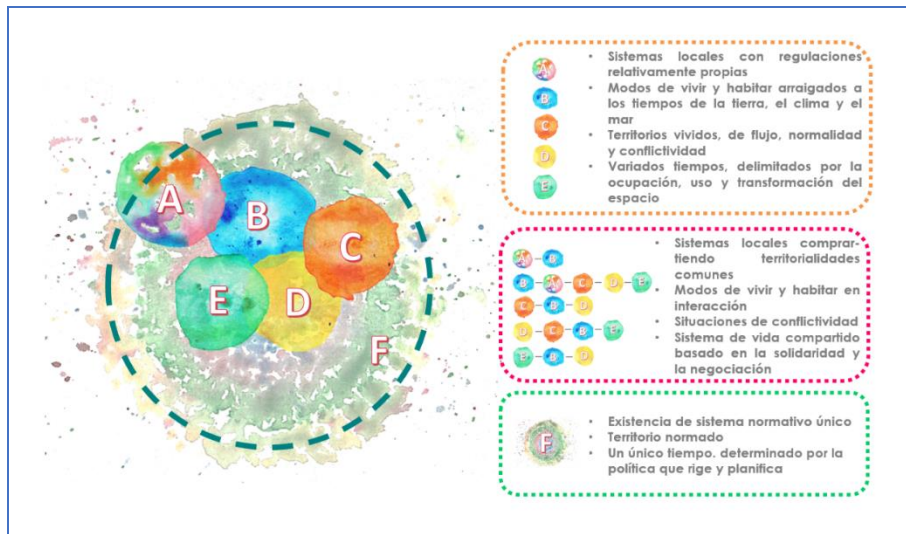 A
B
C
E
D
F
A
B
C
D
E
• Sistemas locales con regulaciones
relativamente propias
• Modos de vivir y habitar arraigados a
los tiempos de la tierra, el clima y el
mar
• Territorios vividos, de flujo, normalidad
y conflictividad
• Variados tiempos, delimitados por la
ocupación, uso y transformación del
espacio
A – B
B – A – C – D – E
C – B – D
D – C – B – E
E – B – D
• Sistemas locales compar-
tiendo territorialidades
comunes
• Modos de vivir y habitar en
interacción
• Situaciones de conflictividad
• Sistema de vida compartido
basado en la solidaridad y
la negociación
F
• Existencia de sistema normativo único
• Territorio normado
• Un único tiempo. determinado por la
política que rige y planifica